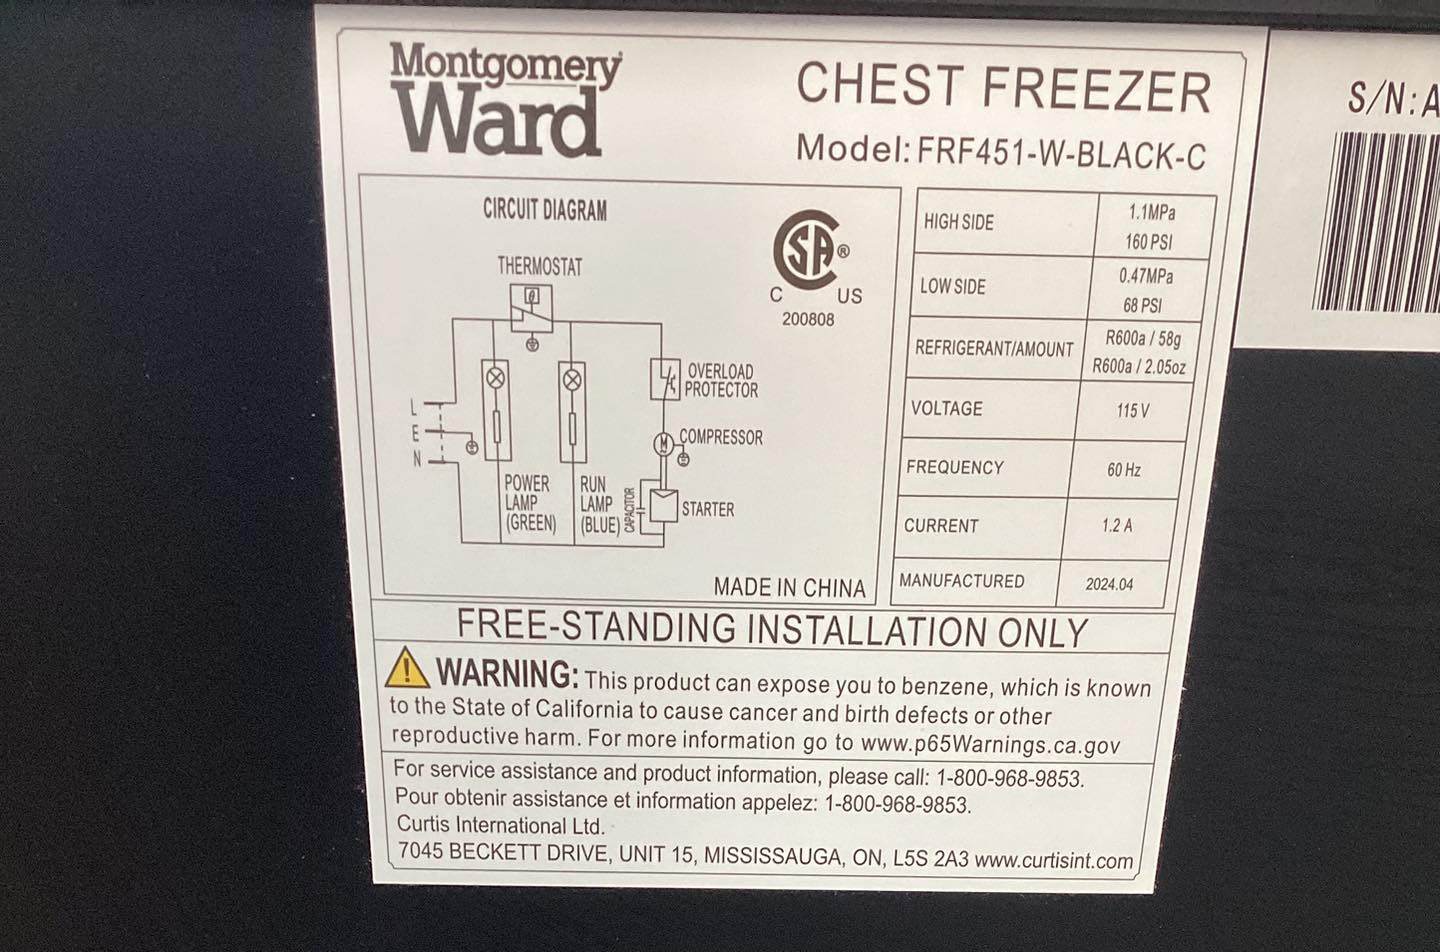 Montgomery
Ward
CHEST FREEZER
Model: FRF451-W-BLACK-C
CIRCUIT DIAGRAM
THERMOSTAT
θ
L
E
N
POWER
LAMP
(GREEN)
RUN
LAMP
(BLUE)
CAPACITOR
OVERLOAD
PROTECTOR
M
COMPRESSOR
STARTER
SA®
C US
200808
MADE IN CHINA
HIGH SIDE 1.1MPa
160 PSI
LOW SIDE 0.47MPa
68 PSI
REFRIGERANT/AMOUNT R600a / 58g
R600a / 2.05oz
VOLTAGE 115 V
FREQUENCY 60 Hz
CURRENT 1.2 A
MANUFACTURED 2024.04
FREE-STANDING INSTALLATION ONLY
WARNING: This product can expose you to benzene, which is known
to the State of California to cause cancer and birth defects or other
reproductive harm. For more information go to www.p65Warnings.ca.gov
For service assistance and product information, please call: 1-800-968-9853.
Pour obtenir assistance et information appelez: 1-800-968-9853.
Curtis International Ltd.
7045 BECKETT DRIVE, UNIT 15, MISSISSAUGA, ON, L5S 2A3 www.curtisint.com
S/N: A